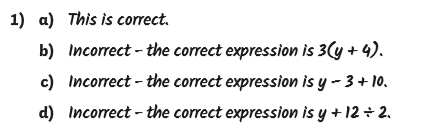 1) a) This is correct.
b) Incorrect – the correct expression is 3(y + 4).
c) Incorrect – the correct expression is y – 3 + 10.
d) Incorrect – the correct expression is y + 12 ÷ 2.